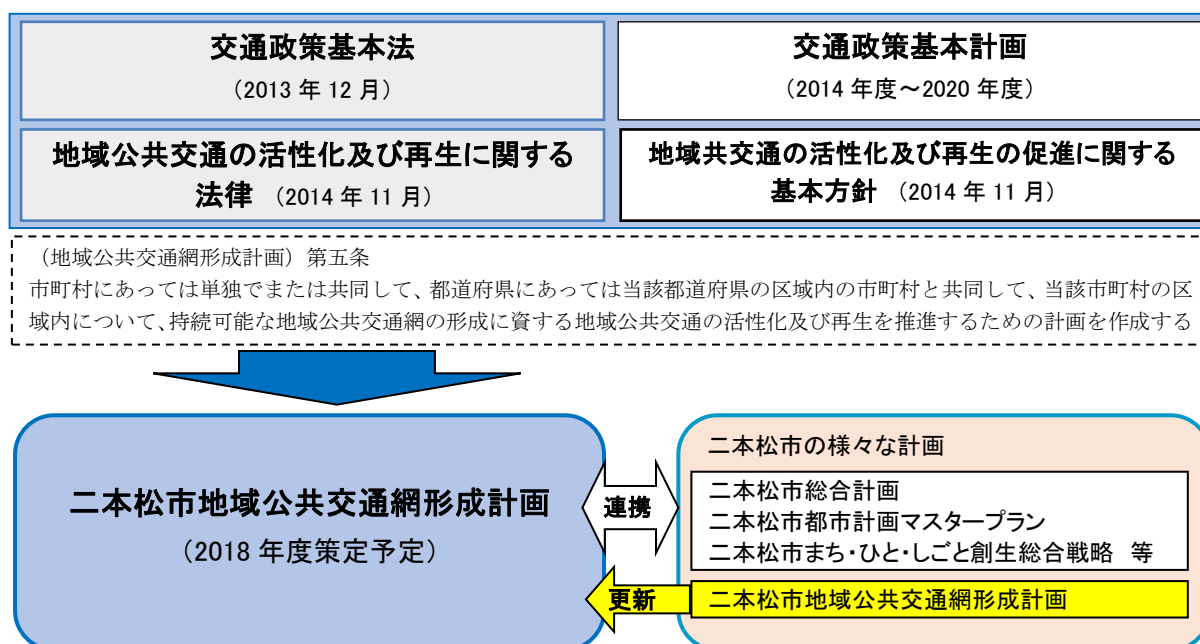 交通政策基本法
（2013 年 12 月）
交通政策基本計画
（2014 年度～2020 年度）
地域公共交通の活性化及び再生に関する
法律 （2014 年 11 月）
地域共交通の活性化及び再生の促進に関する
基本方針 （2014 年 11 月）
（地域公共交通網形成計画）第五条
市町村にあっては単独でまたは共同して、都道府県にあっては当該都道府県の区域内の市町村と共同して、当該市町村の区
域内について、持続可能な地域公共交通網の形成に資する地域公共交通の活性化及び再生を推進するための計画を作成する
二本松市地域公共交通網形成計画
（2018 年度策定予定）
連携
更新
二本松市の様々な計画
二本松市総合計画
二本松市都市計画マスタープラン
二本松市まち・ひと・しごと創生総合戦略 等
二本松市地域公共交通網形成計画